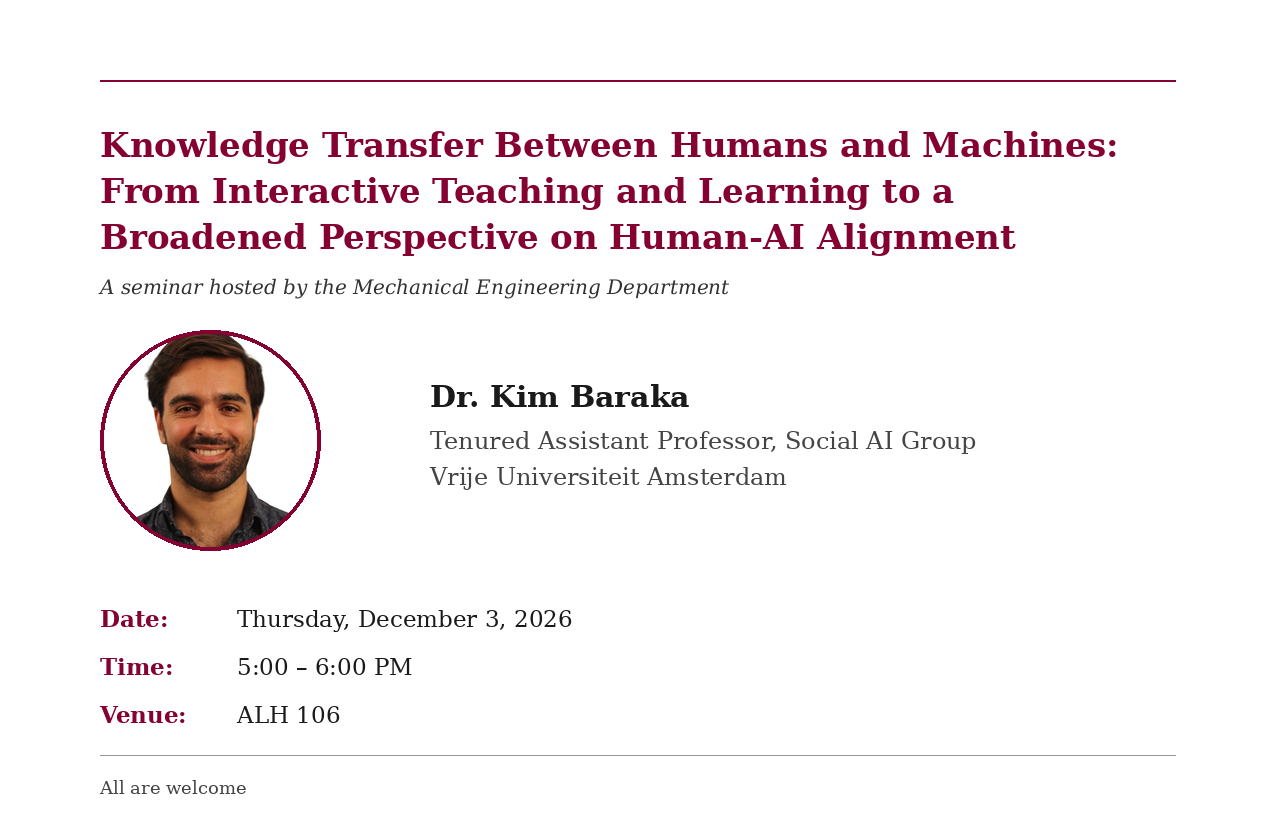 Knowledge Transfer Between Humans and Machines:
From Interactive Teaching and Learning to a
Broadened Perspective on Human-AI Alignment
A seminar hosted by the Mechanical Engineering Department
Dr. Kim Baraka
Tenured Assistant Professor, Social AI Group
Vrije Universiteit Amsterdam
Date: Thursday, December 3, 2026
Time: 5:00 – 6:00 PM
Venue: ALH 106
All are welcome